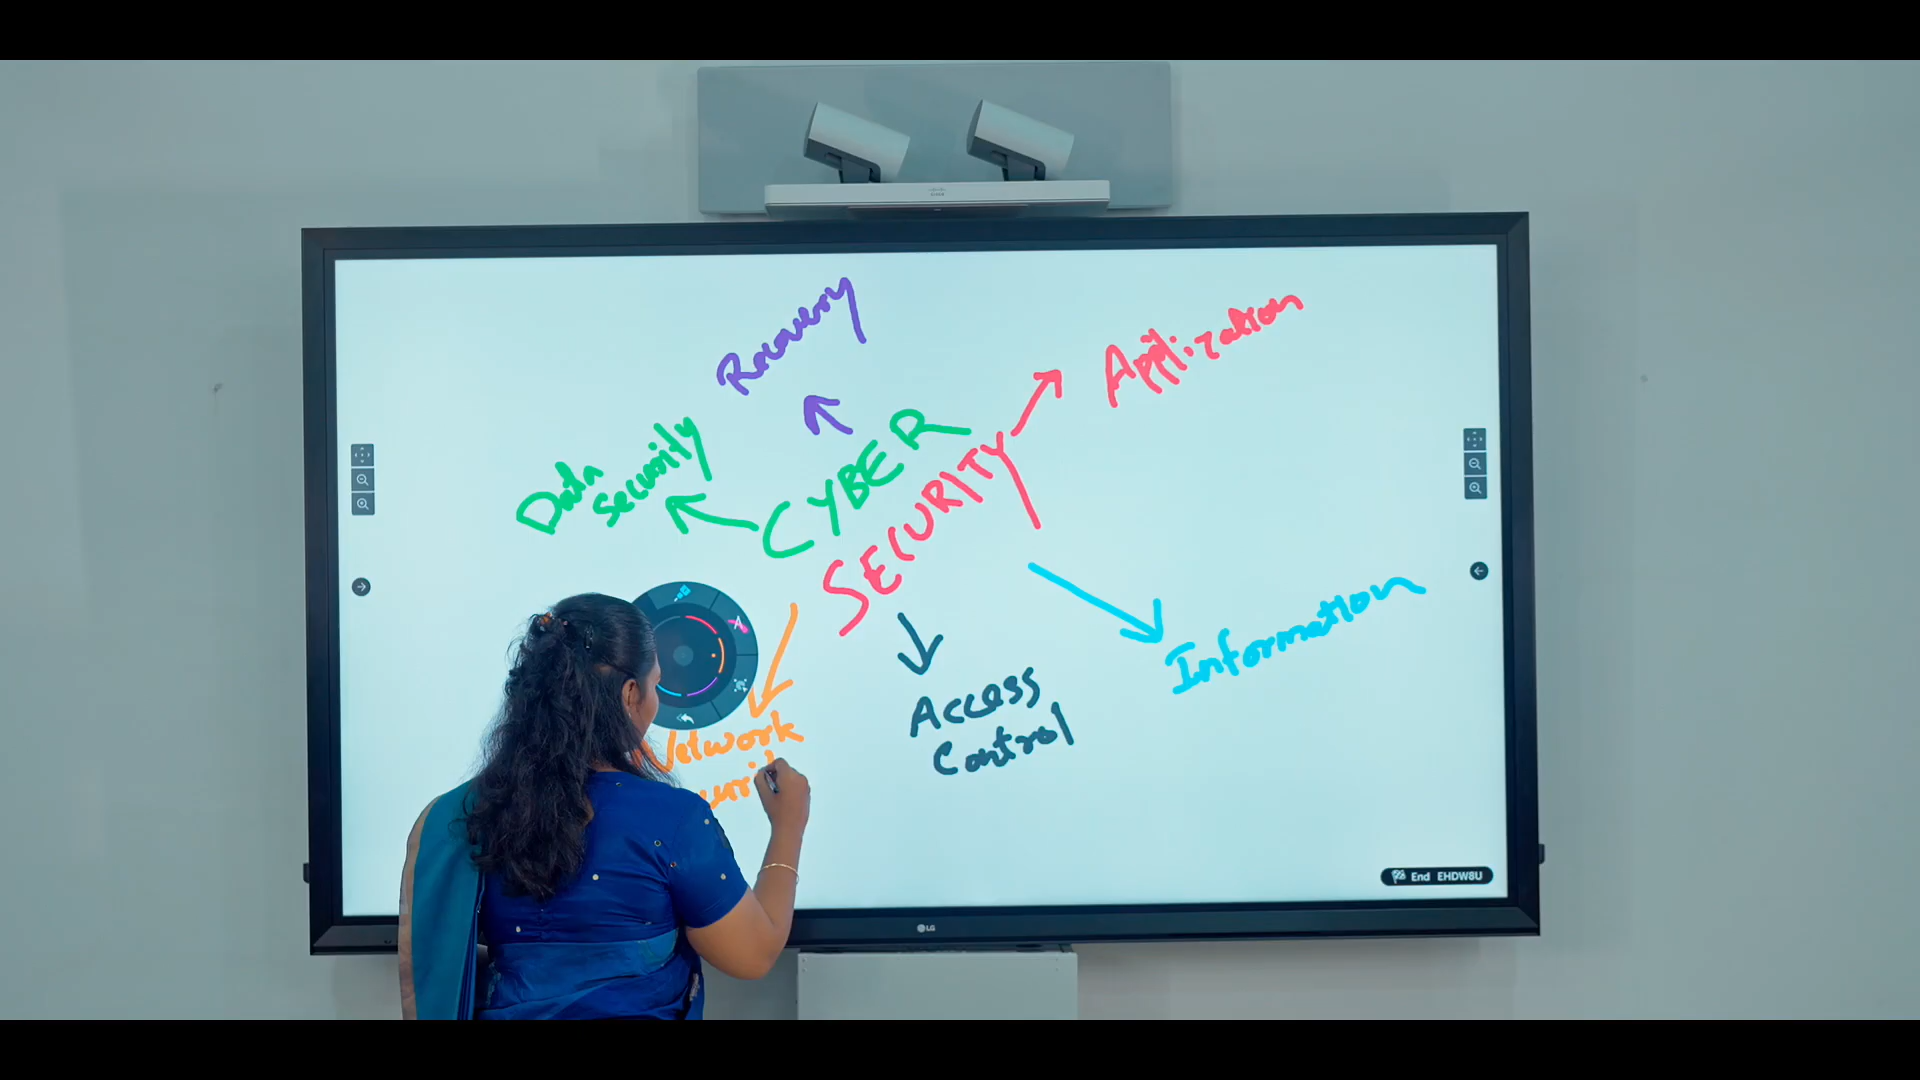 Recovery
Application
Data
Security
CYBER
SECURITY
Information
Access
Control
Network
End EHDW8U
LG